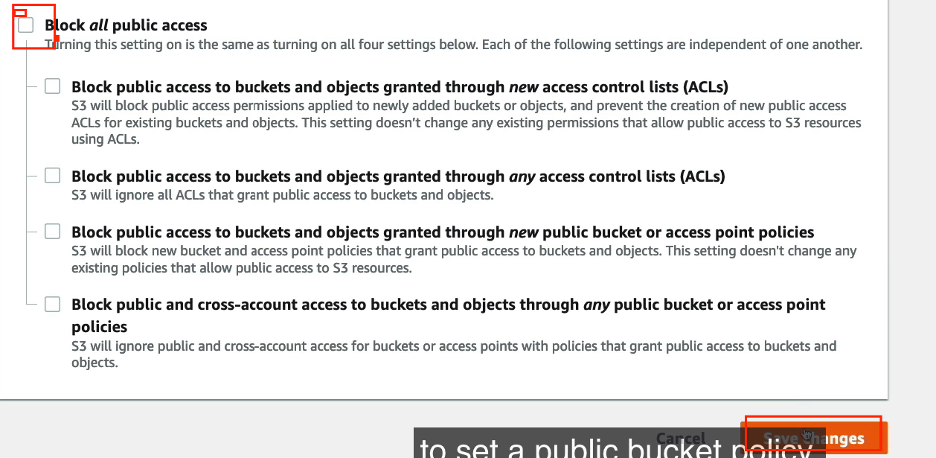 Block all public access
Turning this setting on is the same as turning on all four settings below. Each of the following settings are independent of one another.
Block public access to buckets and objects granted through new access control lists (ACLs)
S3 will block public access permissions applied to newly added buckets or objects, and prevent the creation of new public access
ACLs for existing buckets and objects. This setting doesn't change any existing permissions that allow public access to S3 resources
using ACLs.
Block public access to buckets and objects granted through any access control lists (ACLs)
S3 will ignore all ACLs that grant public access to buckets and objects.
Block public access to buckets and objects granted through new public bucket or access point policies
S3 will block new bucket and access point policies that grant public access to buckets and objects. This setting doesn't change any
existing policies that allow public access to S3 resources.
Block public and cross-account access to buckets and objects through any public bucket or access point
policies
S3 will ignore public and cross-account access for buckets or access points with policies that grant public access to buckets and
objects.
Cancel Save changes
to set a public bucket policy